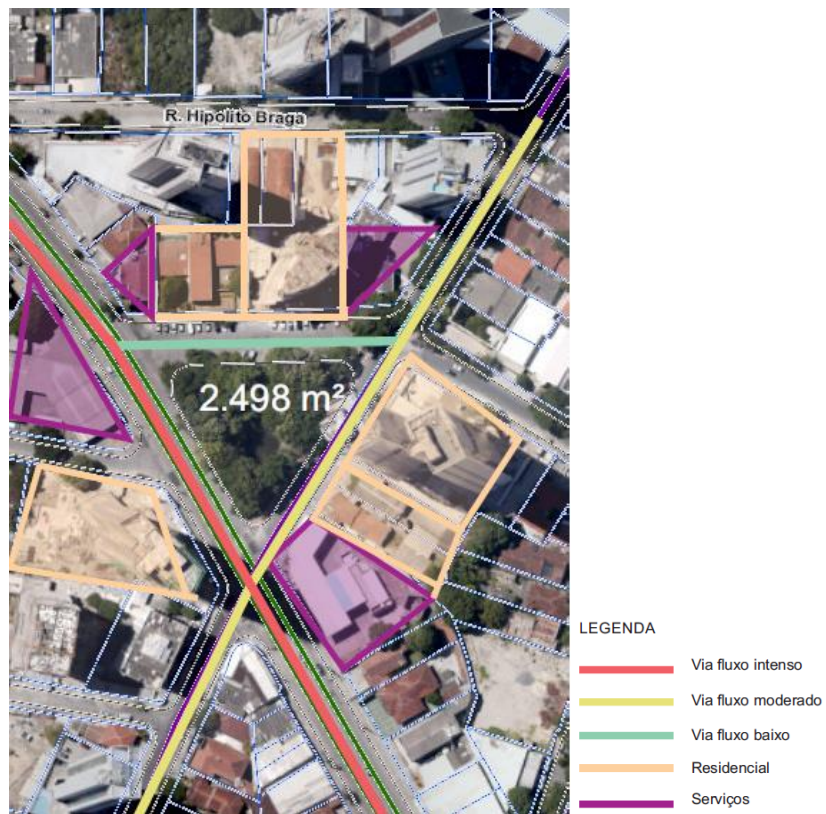 R. Hipólito Braga
2.498 m²
LEGENDA
Via fluxo intenso
Via fluxo moderado
Via fluxo baixo
Residencial
Serviços